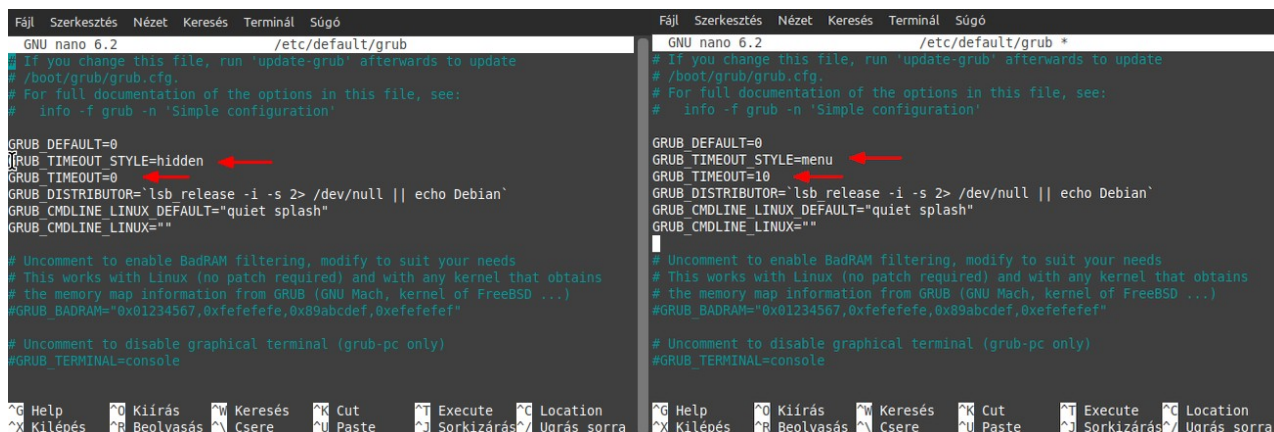 Fájl Szerkesztés Nézet Keresés Terminál Súgó
GNU nano 6.2 /etc/default/grub
# If you change this file, run 'update-grub' afterwards to update
# /boot/grub/grub.cfg.
# For full documentation of the options in this file, see:
#   info -f grub -n 'Simple configuration'
GRUB_DEFAULT=0
GRUB_TIMEOUT_STYLE=hidden
GRUB_TIMEOUT=0
GRUB_DISTRIBUTOR=`lsb_release -i -s 2> /dev/null || echo Debian`
GRUB_CMDLINE_LINUX_DEFAULT="quiet splash"
GRUB_CMDLINE_LINUX=""
# Uncomment to enable BadRAM filtering, modify to suit your needs
# This works with Linux (no patch required) and with any kernel that obtains
# the memory map information from GRUB (GNU Mach, kernel of FreeBSD ...)
#GRUB_BADRAM="0x01234567,0xfefefefe,0x89abcdef,0xefefefef"
# Uncomment to disable graphical terminal (grub-pc only)
#GRUB_TERMINAL=console
^G Help ^O Kiírás ^W Keresés ^K Cut ^T Execute ^C Location
^X Kilépés ^R Beolvasás ^\ Csere ^U Paste ^J Sorkizárás ^/ Ugrás sorra
Fájl Szerkesztés Nézet Keresés Terminál Súgó
GNU nano 6.2 /etc/default/grub *
# If you change this file, run 'update-grub' afterwards to update
# /boot/grub/grub.cfg.
# For full documentation of the options in this file, see:
#   info -f grub -n 'Simple configuration'
GRUB_DEFAULT=0
GRUB_TIMEOUT_STYLE=menu
GRUB_TIMEOUT=10
GRUB_DISTRIBUTOR=`lsb_release -i -s 2> /dev/null || echo Debian`
GRUB_CMDLINE_LINUX_DEFAULT="quiet splash"
GRUB_CMDLINE_LINUX=""
# Uncomment to enable BadRAM filtering, modify to suit your needs
# This works with Linux (no patch required) and with any kernel that obtains
# the memory map information from GRUB (GNU Mach, kernel of FreeBSD ...)
#GRUB_BADRAM="0x01234567,0xfefefefe,0x89abcdef,0xefefefef"
# Uncomment to disable graphical terminal (grub-pc only)
#GRUB_TERMINAL=console
^G Help ^O Kiírás ^W Keresés ^K Cut ^T Execute ^C Location
^X Kilépés ^R Beolvasás ^\ Csere ^U Paste ^J Sorkizárás ^/ Ugrás sorra